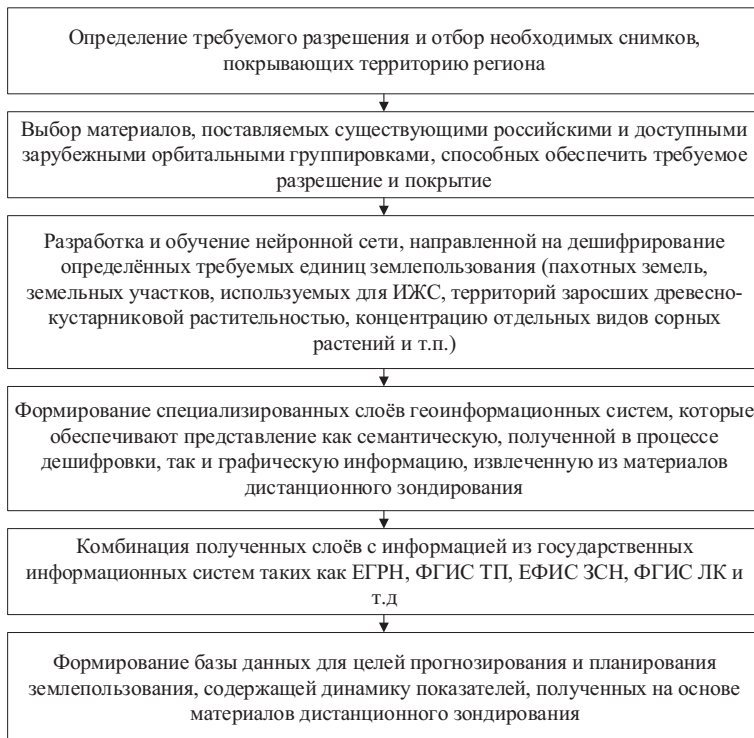 Определение требуемого разрешения и отбор необходимых снимков,
покрывающих территорию региона
Выбор материалов, поставляемых существующими российскими и доступными
зарубежными орбитальными группировками, способных обеспечить требуемое
разрешение и покрытие
Разработка и обучение нейронной сети, направленной на дешифрирование
определённых требуемых единиц землепользования (пахотных земель,
земельных участков, используемых для ИЖС, территорий заросших древесно-
кустарниковой растительностью, концентрацию отдельных видов сорных
растений и т.п.)
Формирование специализированных слоёв геоинформационных систем, которые
обеспечивают представление как семантическую, полученной в процессе
дешифровки, так и графическую информацию, извлеченную из материалов
дистанционного зондирования
Комбинация полученных слоёв с информацией из государственных
информационных систем таких как ЕГРН, ФГИС ТП, ЕФИС ЗСН, ФГИС ЛК и
т.д
Формирование базы данных для целей прогнозирования и планирования
землепользования, содержащей динамику показателей, полученных на основе
материалов дистанционного зондирования